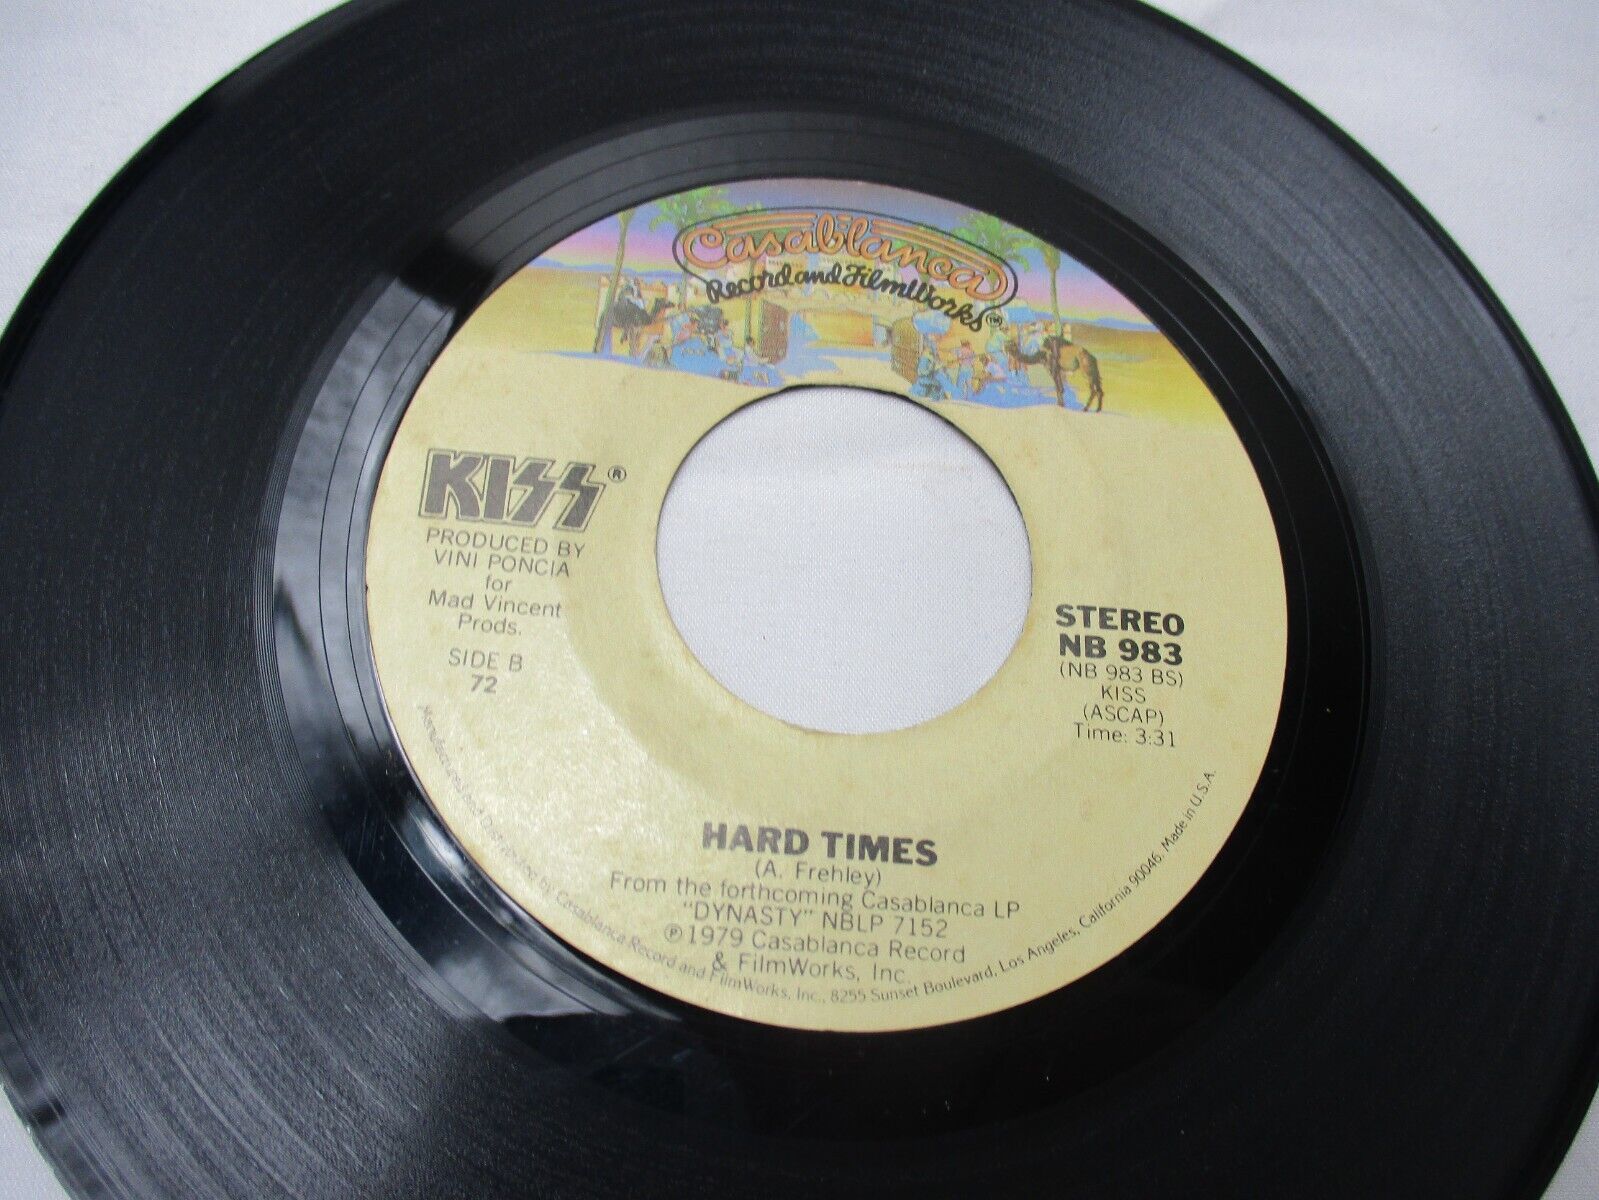 Casablanca
Record and FilmWorks™
KISS®
PRODUCED BY
VINI PONCIA
for
Mad Vincent
Prods.
SIDE B
72
STEREO
NB 983
(NB 983 BS)
KISS
(ASCAP)
Time: 3:31
HARD TIMES
(A. Frehley)
From the forthcoming Casablanca LP
"DYNASTY" NBLP 7152
℗ 1979 Casablanca Record
& FilmWorks, Inc.
Manufactured and Distributed by Casablanca Record and FilmWorks, Inc., 8255 Sunset Boulevard, Los Angeles, California 90046. Made in U.S.A.